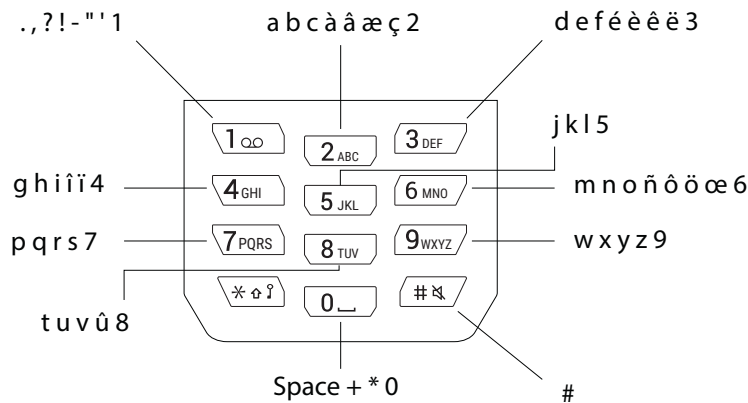 .,?!-"'1
a b c à â æ ç 2
d e f é è ê ë 3
j k l 5
g h i î ï 4
m n o ñ ô ö œ 6
p q r s 7
w x y z 9
t u v û 8
Space + * 0
#
1
2 ABC
3 DEF
4 GHI
5 JKL
6 MNO
7 PQRS
8 TUV
9 WXYZ
*
0
#